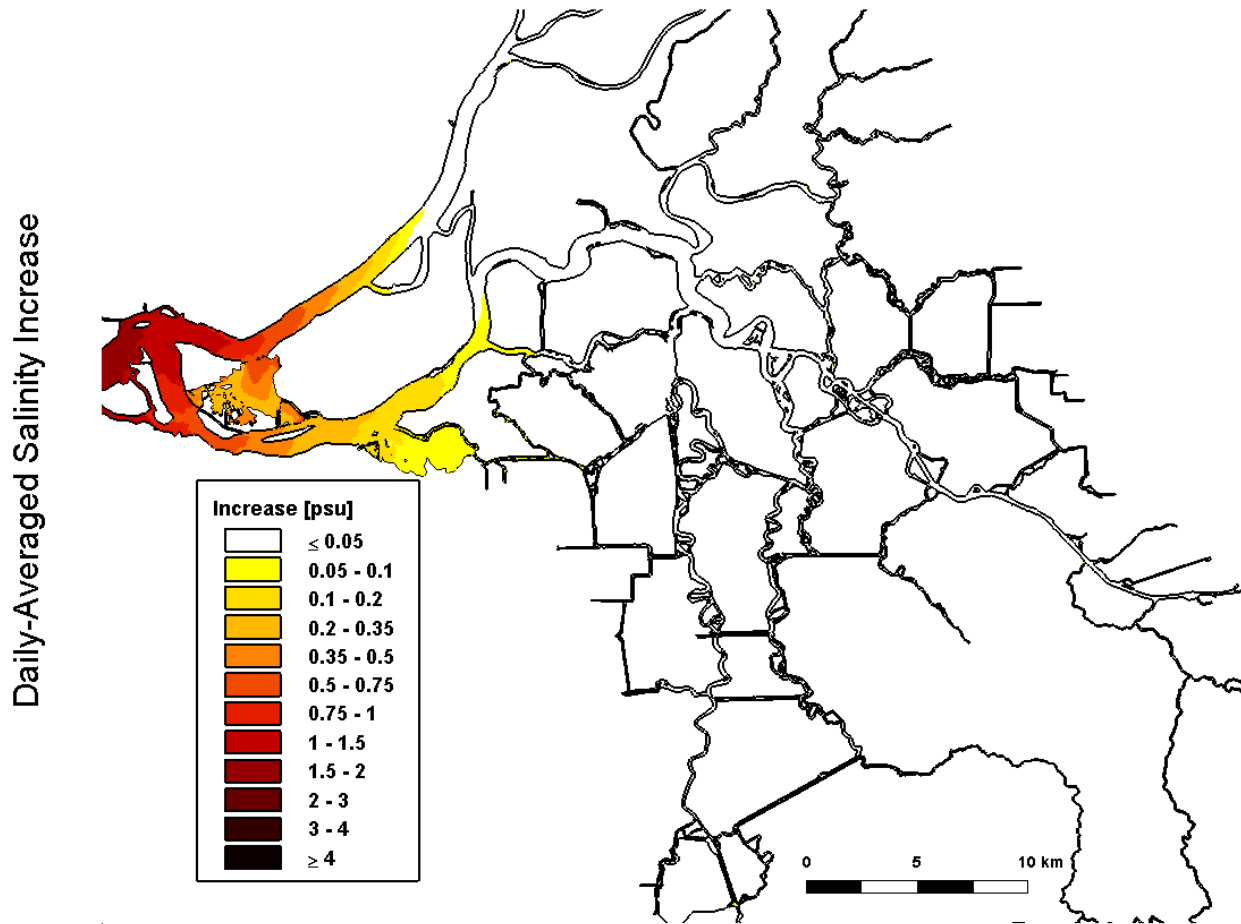 Daily-Averaged Salinity Increase
Increase [psu]
≤ 0.05
0.05 - 0.1
0.1 - 0.2
0.2 - 0.35
0.35 - 0.5
0.5 - 0.75
0.75 - 1
1 - 1.5
1.5 - 2
2 - 3
3 - 4
≥ 4
0 5 10 km